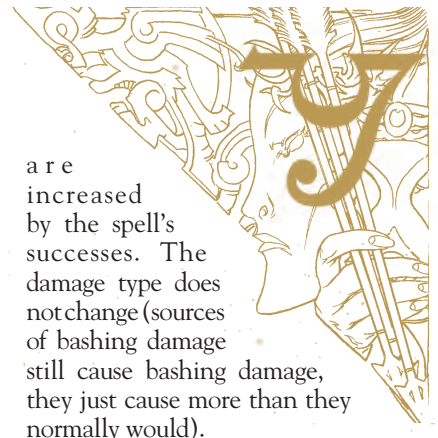 are
increased
by the spell's
successes. The
damage type does
not change (sources
of bashing damage
still cause bashing damage,
they just cause more than they
normally would).